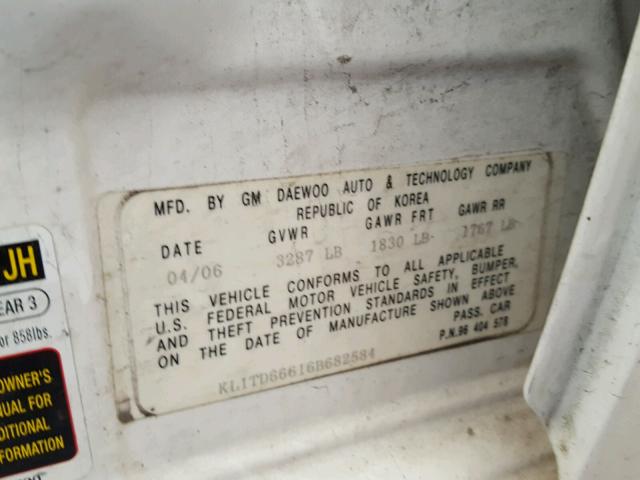 MFD. BY GM DAEWOO AUTO & TECHNOLOGY COMPANY
REPUBLIC OF KOREA
DATE GVWR GAWR FRT GAWR RR
04/06 3287 LB 1830 LB 1767 LB
THIS VEHICLE CONFORMS TO ALL APPLICABLE
U.S. FEDERAL MOTOR VEHICLE SAFETY, BUMPER,
AND THEFT PREVENTION STANDARDS IN EFFECT
ON THE DATE OF MANUFACTURE SHOWN ABOVE
PASS. CAR
P.N.96 404 578
KL1TD66616B682584
JH
EAR 3
or 858lbs.
OWNER'S
NUAL FOR
DITIONAL
FORMATION